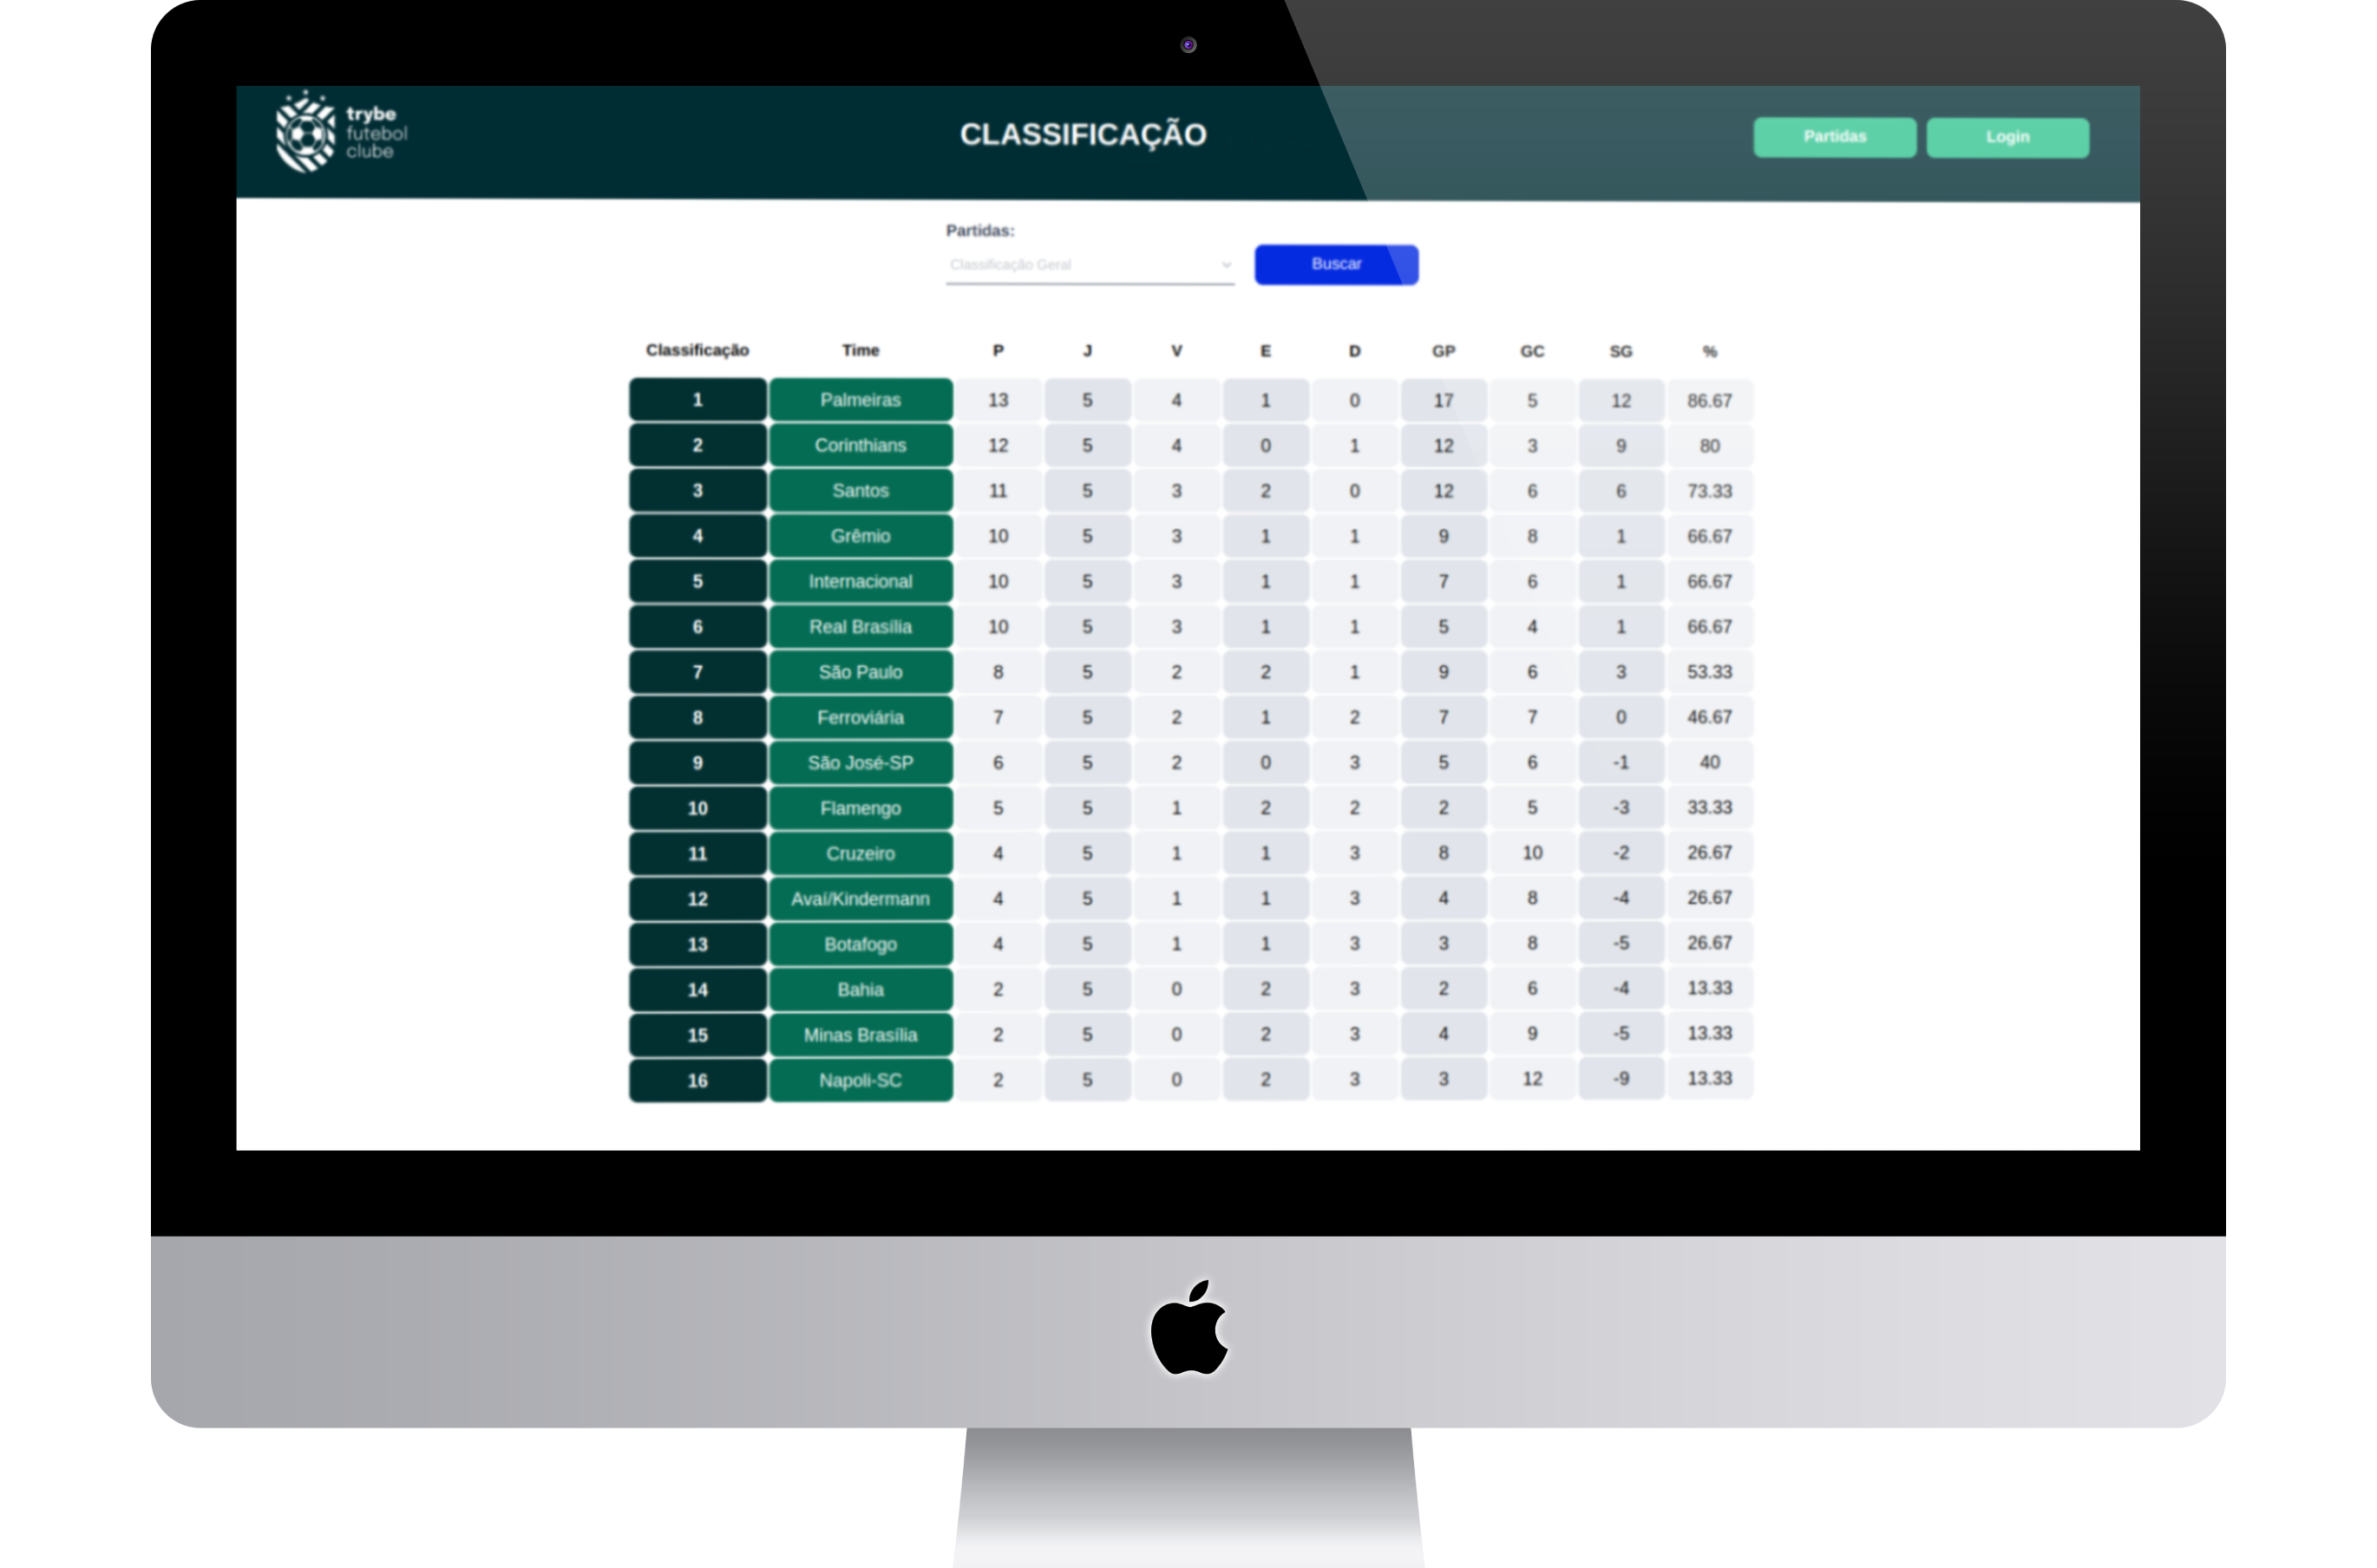 trybe
futebol
clube
CLASSIFICAÇÃO
Partidas
Login
Partidas:
Classificação Geral
Buscar
Classificação Time P J V E D GP GC SG %
1 Palmeiras 13 5 4 1 0 17 5 12 86.67
2 Corinthians 12 5 4 0 1 12 3 9 80
3 Santos 11 5 3 2 0 12 6 6 73.33
4 Grêmio 10 5 3 1 1 9 8 1 66.67
5 Internacional 10 5 3 1 1 7 6 1 66.67
6 Real Brasília 10 5 3 1 1 5 4 1 66.67
7 São Paulo 8 5 2 2 1 9 6 3 53.33
8 Ferroviária 7 5 2 1 2 7 7 0 46.67
9 São José-SP 6 5 2 0 3 5 6 -1 40
10 Flamengo 5 5 1 2 2 2 5 -3 33.33
11 Cruzeiro 4 5 1 1 3 8 10 -2 26.67
12 Avaí/Kindermann 4 5 1 1 3 4 8 -4 26.67
13 Botafogo 4 5 1 1 3 3 8 -5 26.67
14 Bahia 2 5 0 2 3 2 6 -4 13.33
15 Minas Brasília 2 5 0 2 3 4 9 -5 13.33
16 Napoli-SC 2 5 0 2 3 3 12 -9 13.33